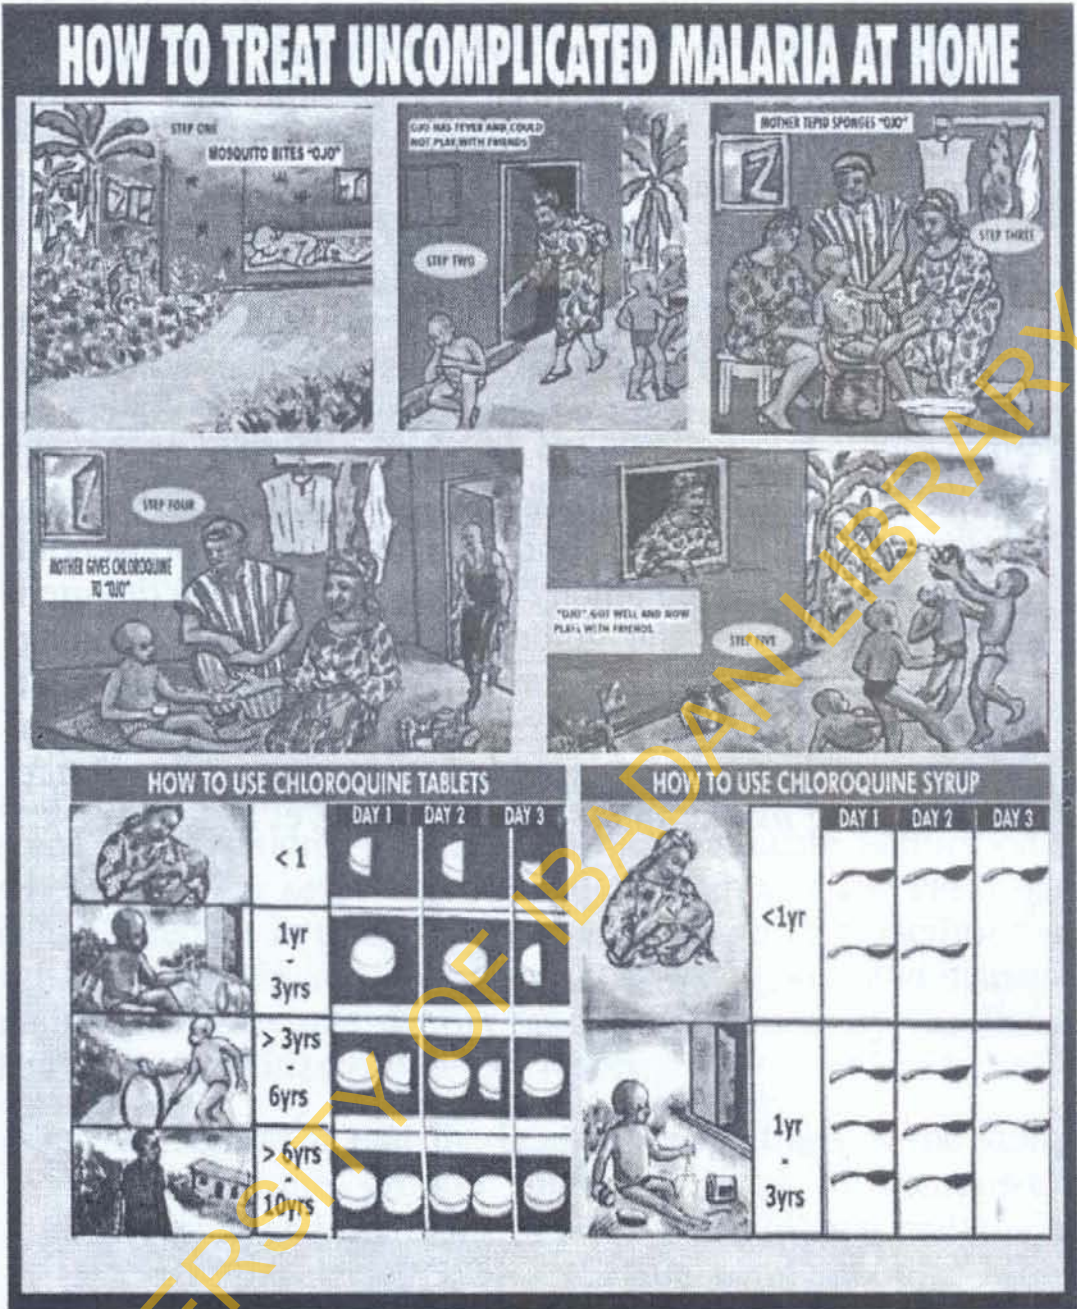 HOW TO TREAT UNCOMPLICATED MALARIA AT HOME
STEP ONE
MOSQUITO BITES "OJO"
OJO HAS FEVER AND COULD
NOT PLAY WITH FRIENDS
STEP TWO
MOTHER TEPID SPONGES "OJO"
STEP THREE
STEP FOUR
MOTHER GIVES CHLOROQUINE
TO "OJO"
"OJO" GOT WELL AND NOW
PLAYS WITH FRIENDS
STEP FIVE
HOW TO USE CHLOROQUINE TABLETS
DAY 1 DAY 2 DAY 3
< 1
1yr
-
3yrs
> 3yrs
-
6yrs
> 6yrs
-
10yrs
HOW TO USE CHLOROQUINE SYRUP
DAY 1 DAY 2 DAY 3
<1yr
1yr
-
3yrs
UNIVERSITY OF IBADAN LIBRARY